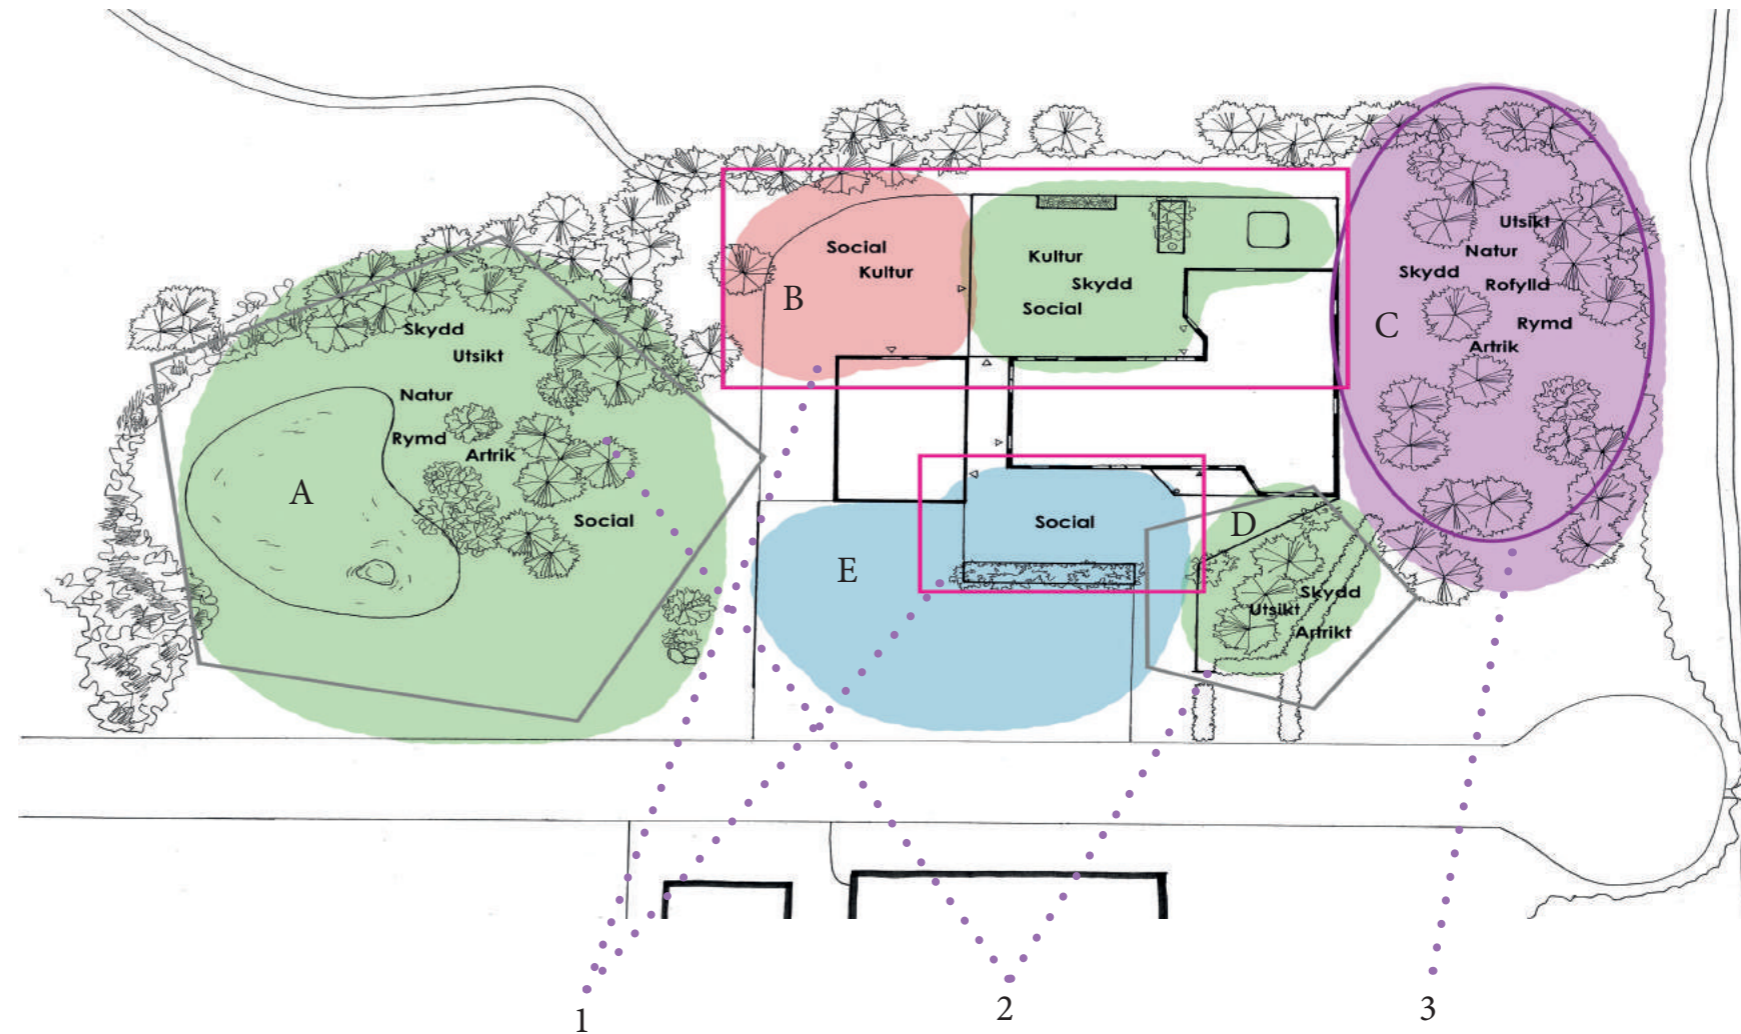 A
Skydd
Utsikt
Natur
Rymd
Artrik
Social
B
Social
Kultur
Kultur
Skydd
Social
C
Utsikt
Natur
Skydd
Rofylld
Rymd
Artrik
D
Skydd
Utsikt
Artrikt
E
Social
1
2
3